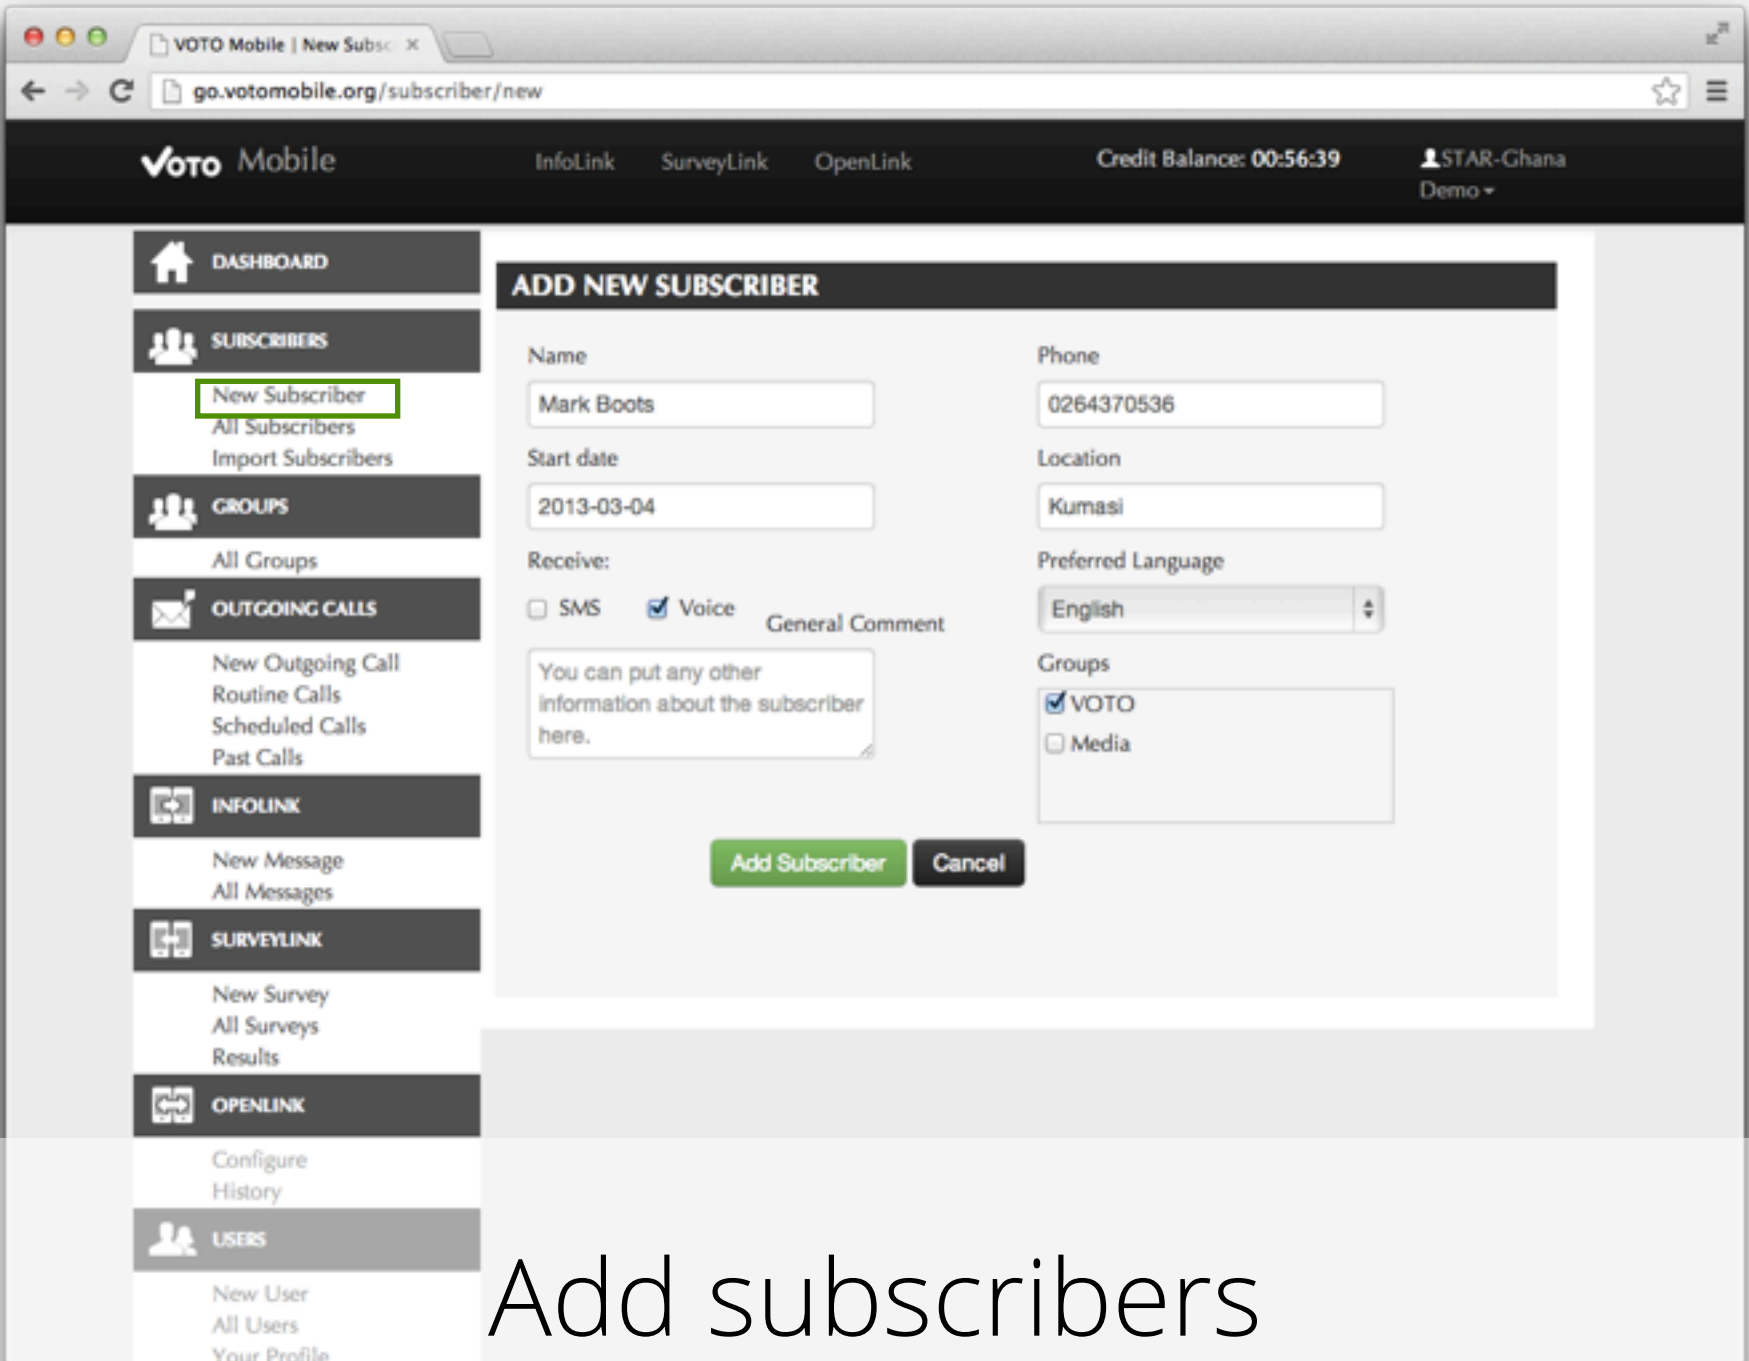 VOTO Mobile | New Subsc
go.votomobile.org/subscriber/new
VOTO Mobile
InfoLink SurveyLink OpenLink
Credit Balance: 00:56:39
STAR-Ghana
Demo
DASHBOARD
SUBSCRIBERS
New Subscriber
All Subscribers
Import Subscribers
GROUPS
All Groups
OUTGOING CALLS
New Outgoing Call
Routine Calls
Scheduled Calls
Past Calls
INFOLINK
New Message
All Messages
SURVEYLINK
New Survey
All Surveys
Results
OPENLINK
Configure
History
USERS
New User
All Users
Your Profile
ADD NEW SUBSCRIBER
Name
Mark Boots
Phone
0264370536
Start date
2013-03-04
Location
Kumasi
Receive:
SMS Voice
General Comment
You can put any other
information about the subscriber
here.
Preferred Language
English
Groups
VOTO
Media
Add Subscriber
Cancel
Add subscribers